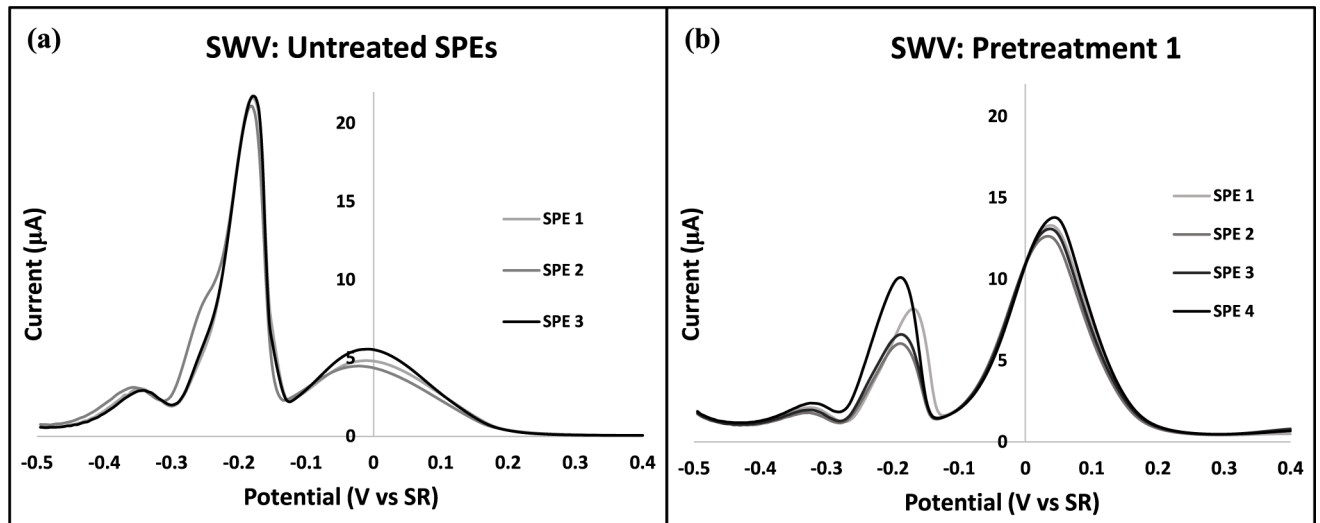 (a)
SWV: Untreated SPEs
Current (µA)
20
15
10
5
0
SPE 1
SPE 2
SPE 3
-0.5 -0.4 -0.3 -0.2 -0.1 0 0.1 0.2 0.3 0.4
Potential (V vs SR)
(b)
SWV: Pretreatment 1
Current (µA)
20
15
10
5
0
SPE 1
SPE 2
SPE 3
SPE 4
-0.5 -0.4 -0.3 -0.2 -0.1 0 0.1 0.2 0.3 0.4
Potential (V vs SR)